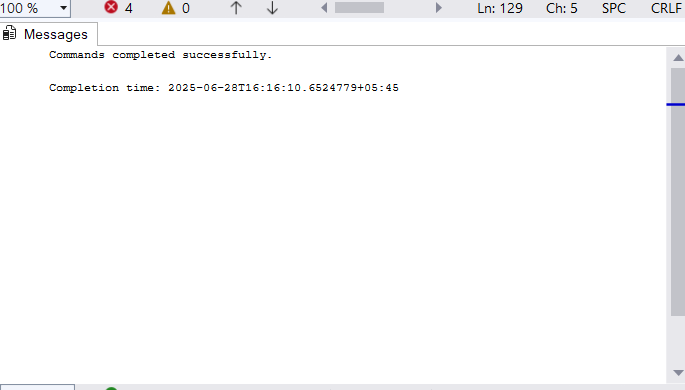 100 % 4 0 Ln: 129 Ch: 5 SPC CRLF
Messages
Commands completed successfully.
Completion time: 2025-06-28T16:16:10.6524779+05:45